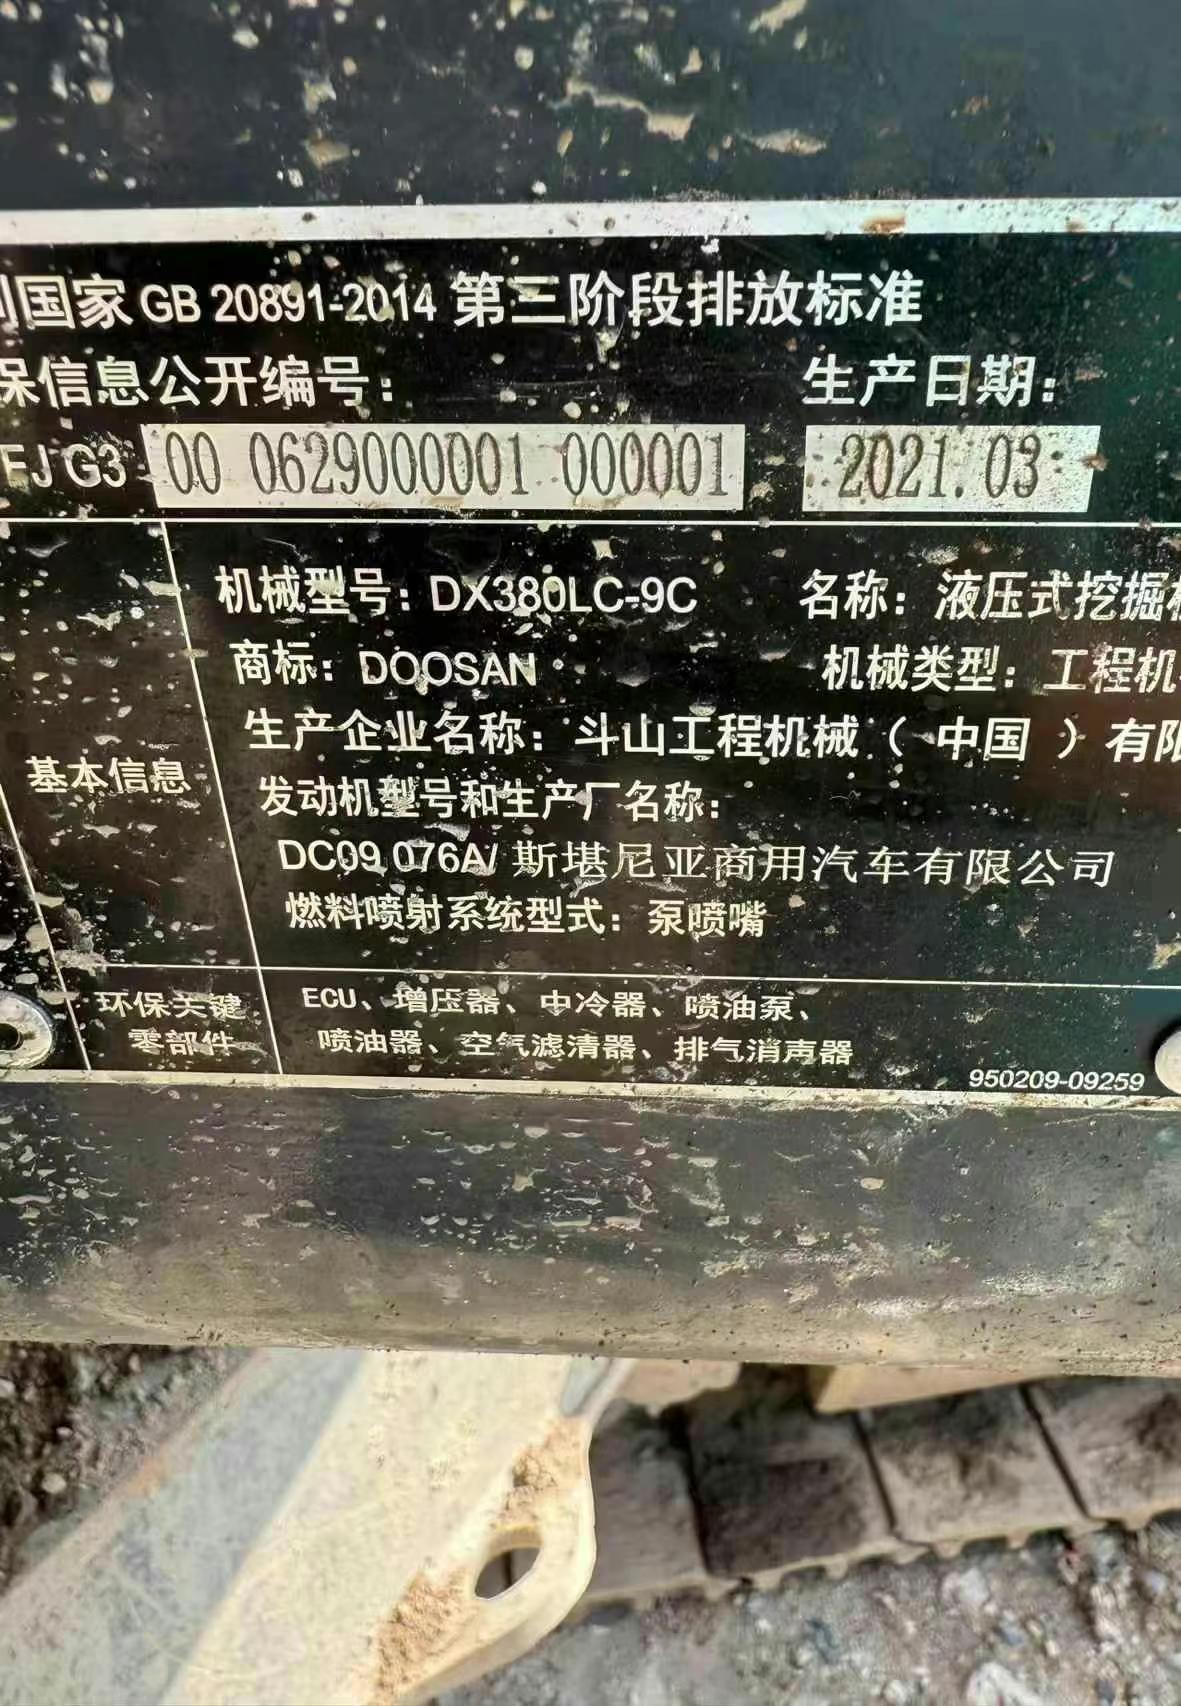 国家 GB 20891-2014 第三阶段排放标准
保信息公开编号： 生产日期：
EJ G3 00 0629000001 000001 2021.03
机械型号：DX380LC-9C 名称：液压式挖掘
商标：DOOSAN 机械类型：工程机
生产企业名称：斗山工程机械（中国）有限
基本信息
发动机型号和生产厂名称：
DC09 076A/ 斯堪尼亚商用汽车有限公司
燃料喷射系统型式：泵喷嘴
环保关键 ECU、增压器、中冷器、喷油泵、
零部件 喷油器、空气滤清器、排气消声器
950209-09259